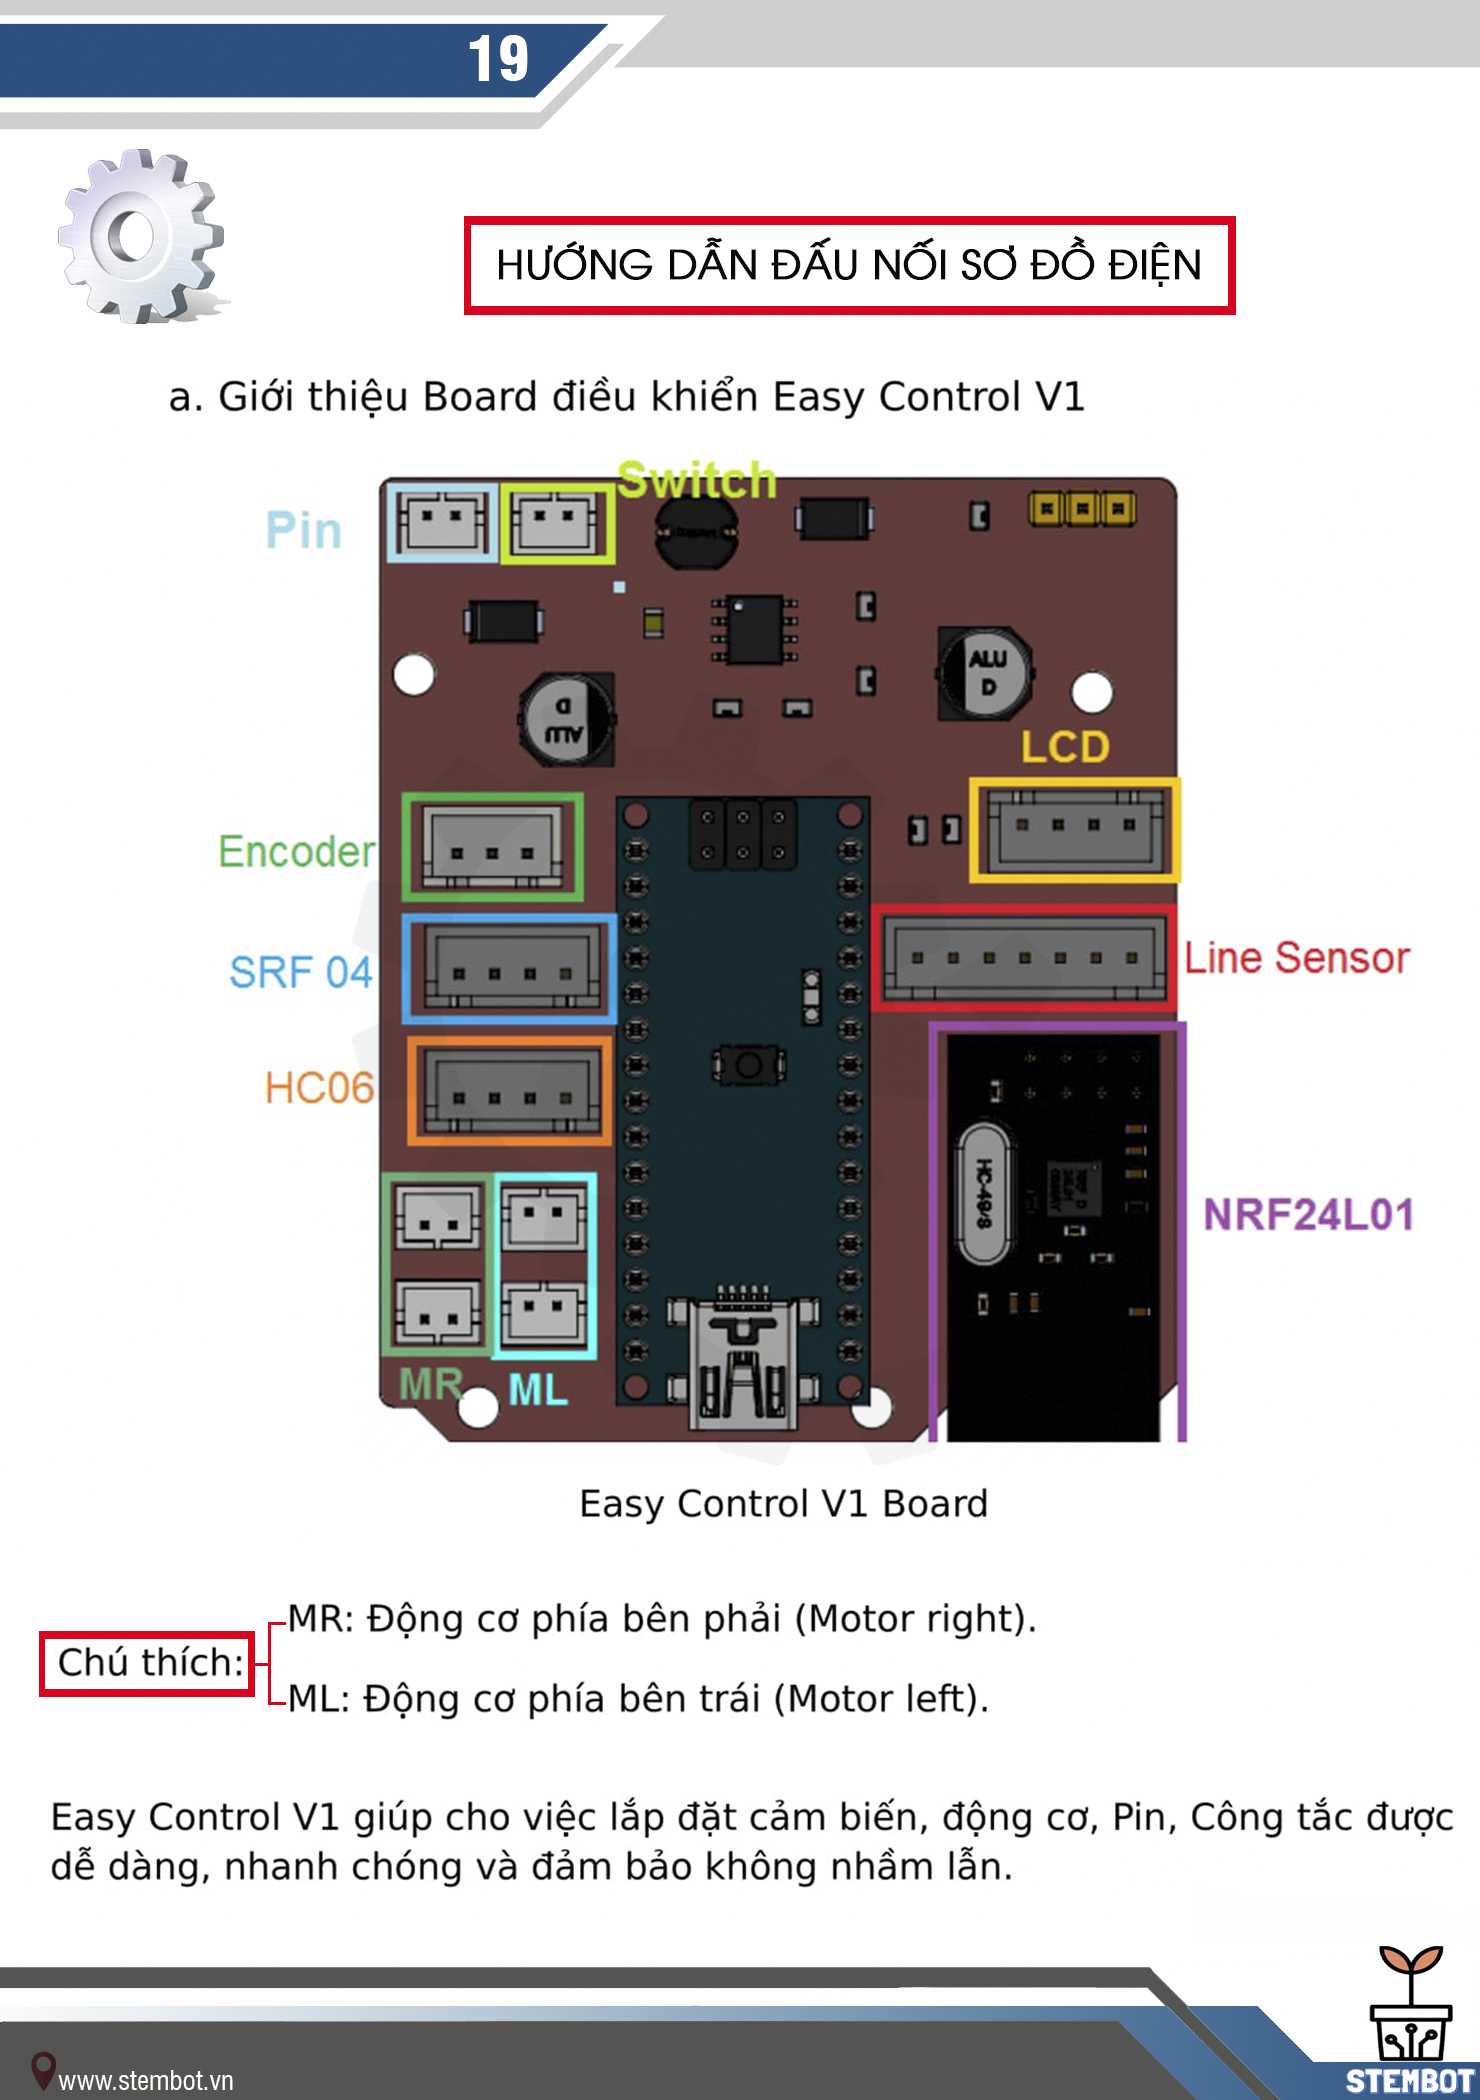 19
HƯỚNG DẪN ĐẤU NỐI SƠ ĐỒ ĐIỆN
a. Giới thiệu Board điều khiển Easy Control V1
Switch
Pin
ALU
D
ALU
D
LCD
Encoder
SRF 04
Line Sensor
HC06
HC-49/S
NRF24L01
MR
ML
Easy Control V1 Board
MR: Động cơ phía bên phải (Motor right).
Chú thích:
ML: Động cơ phía bên trái (Motor left).
Easy Control V1 giúp cho việc lắp đặt cảm biến, động cơ, Pin, Công tắc được
dễ dàng, nhanh chóng và đảm bảo không nhầm lẫn.
www.stembot.vn
STEMBOT